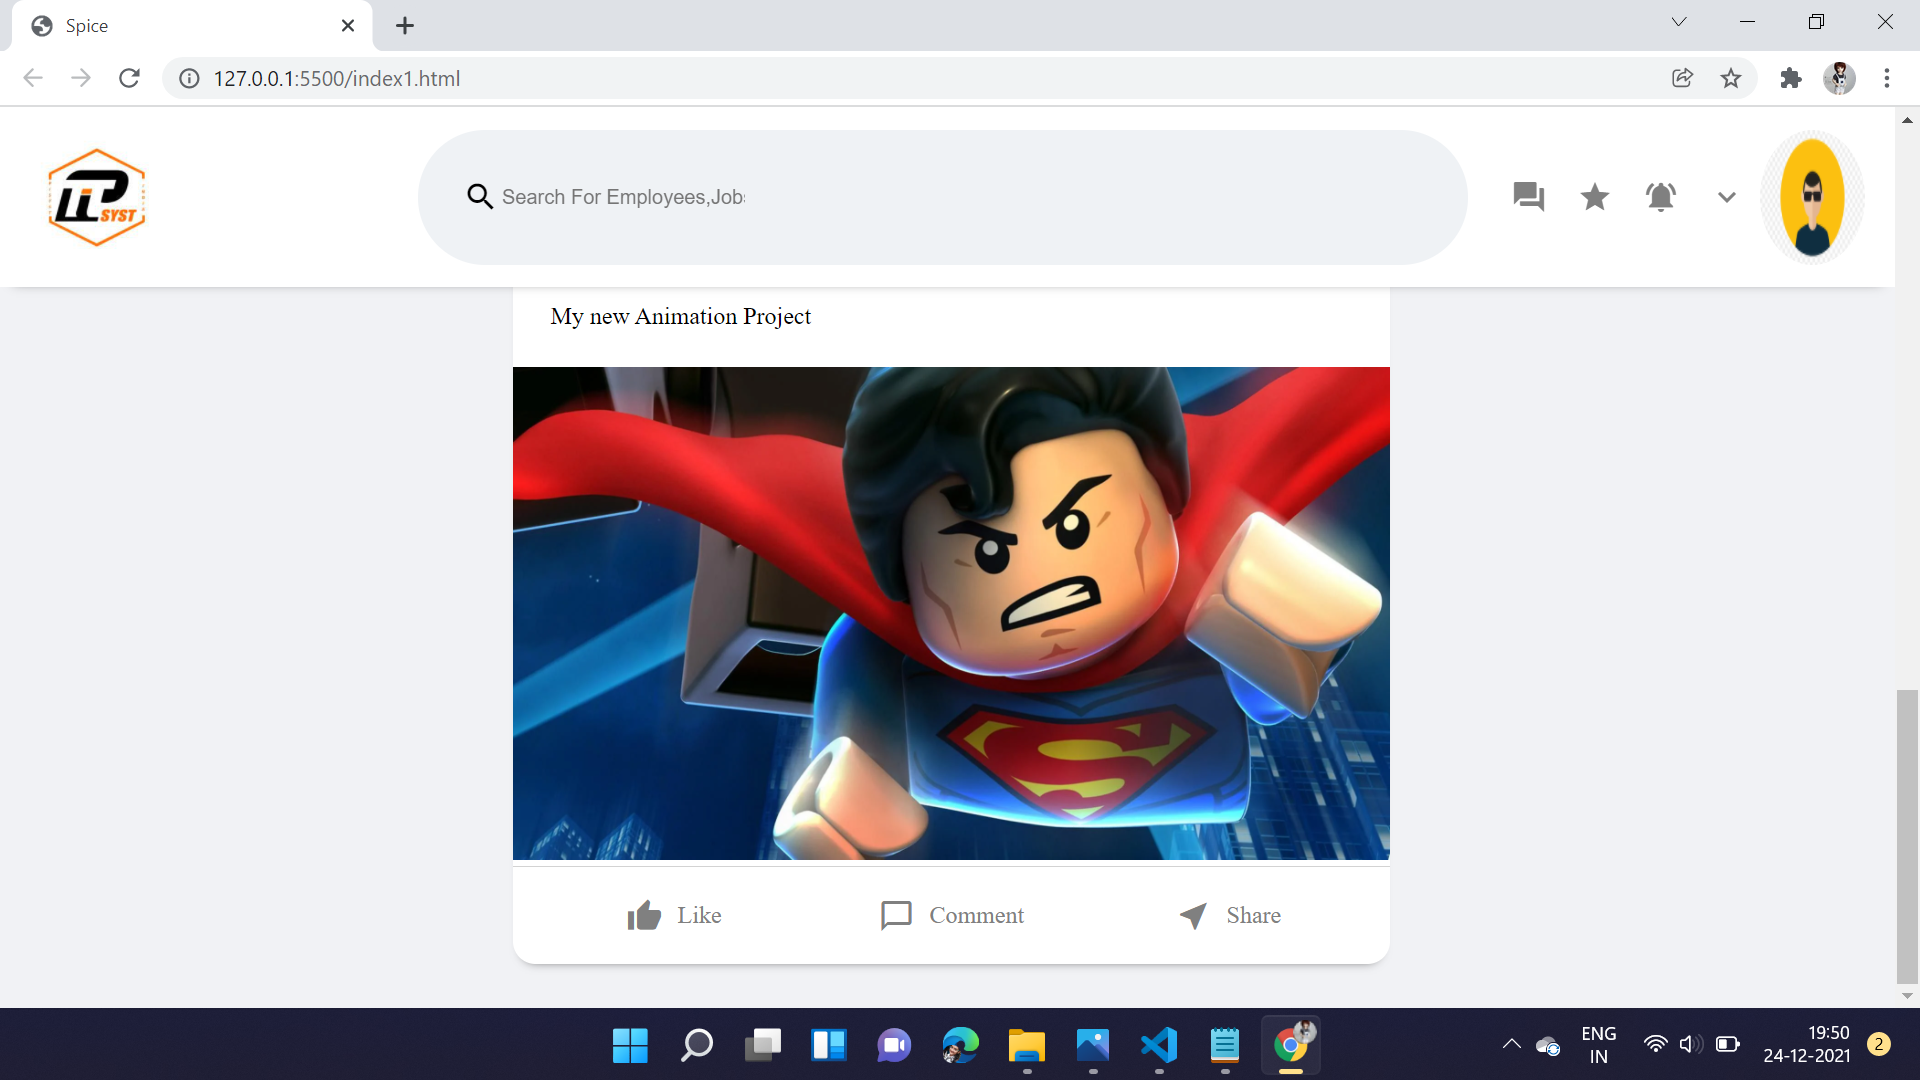 Spice
127.0.0.1:5500/index1.html
SYST
Search For Employees,Job
My new Animation Project
Like
Comment
Share
ENG
IN
19:50
24-12-2021
2